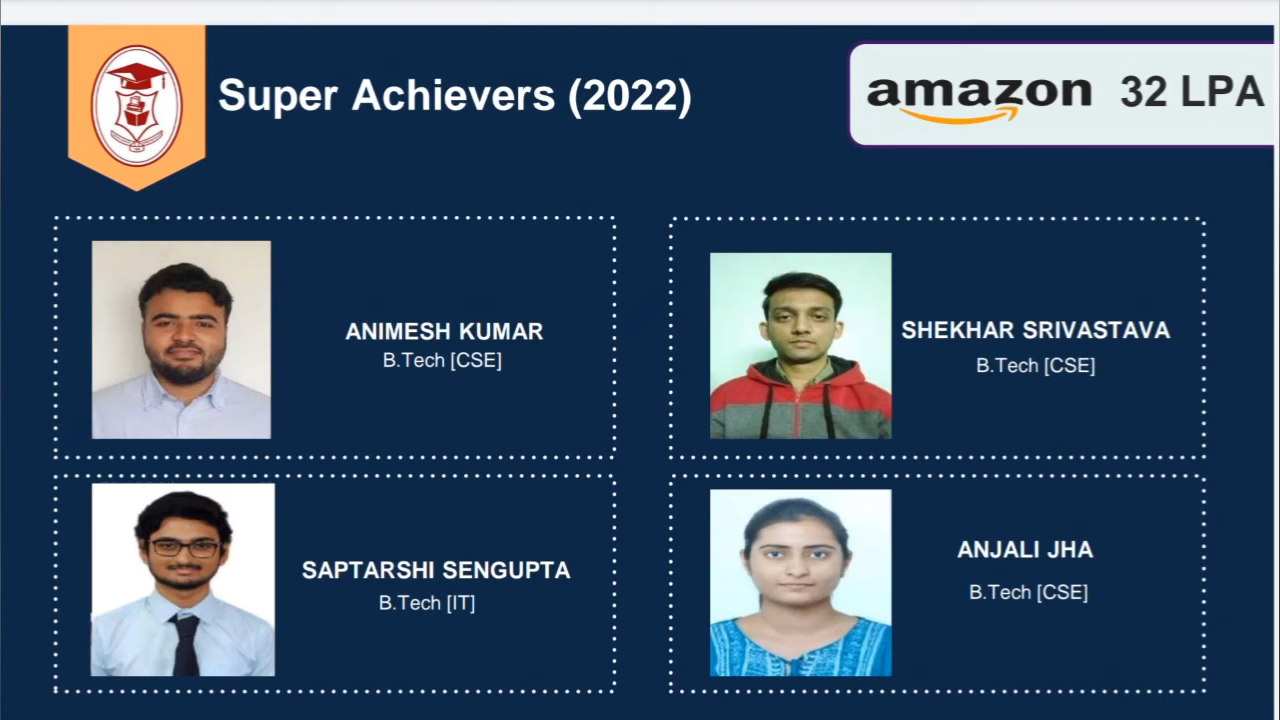 Super Achievers (2022)
amazon 32 LPA
ANIMESH KUMAR
B.Tech [CSE]
SHEKHAR SRIVASTAVA
B.Tech [CSE]
SAPTARSHI SENGUPTA
B.Tech [IT]
ANJALI JHA
B.Tech [CSE]